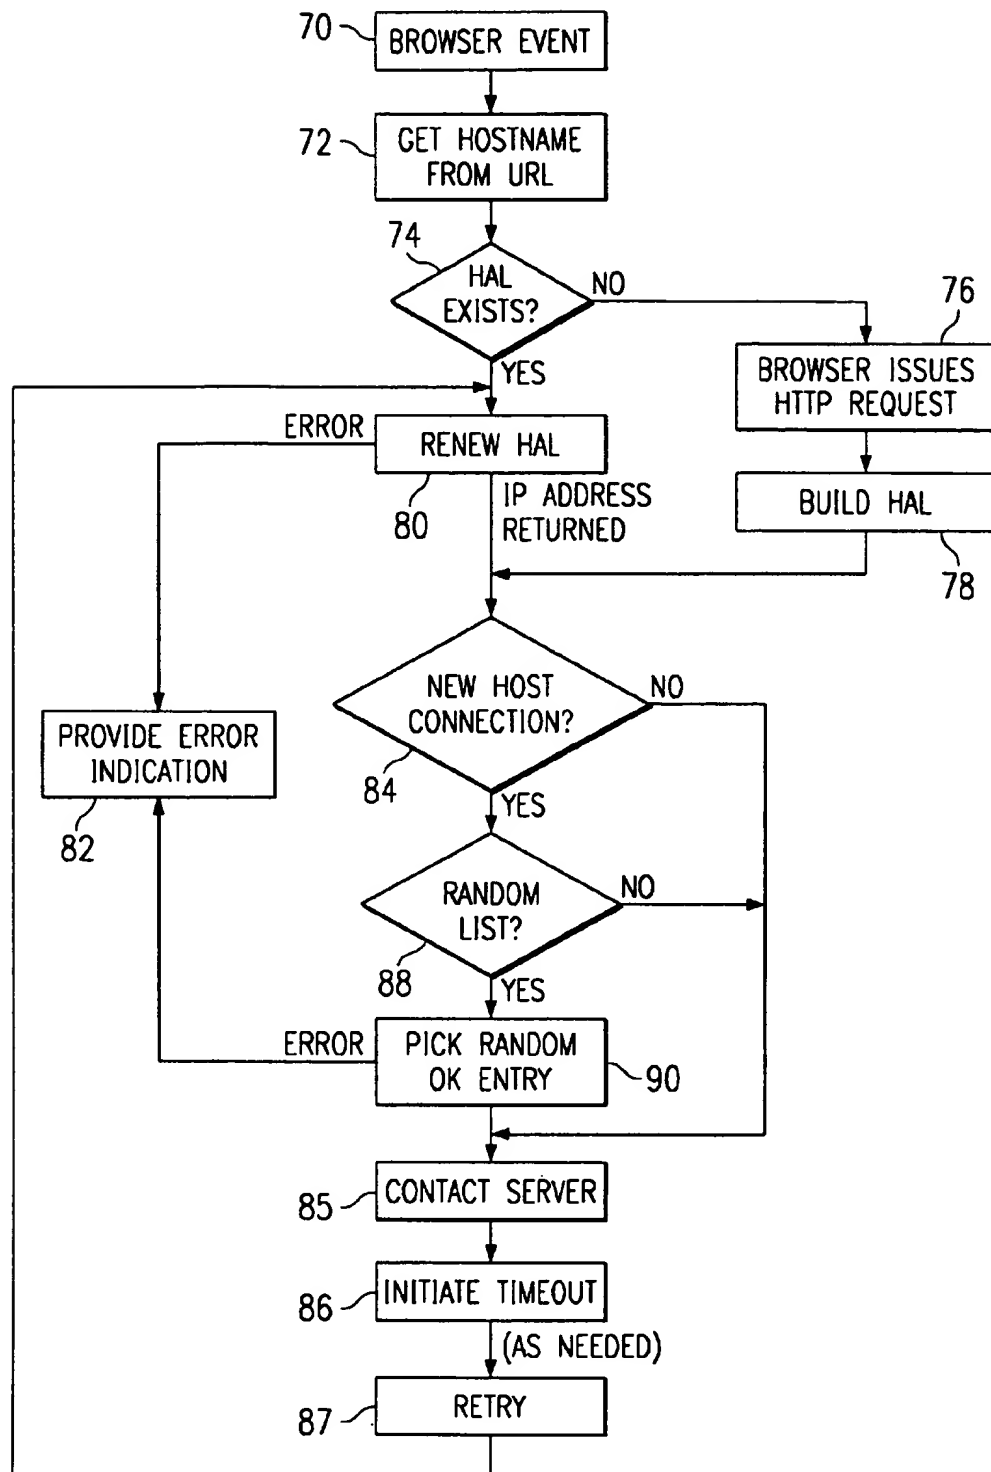 70
BROWSER EVENT
72
GET HOSTNAME
FROM URL
74
HAL
EXISTS?
NO
YES
76
BROWSER ISSUES
HTTP REQUEST
ERROR
RENEW HAL
80
IP ADDRESS
RETURNED
BUILD HAL
78
NEW HOST
CONNECTION?
NO
84
YES
PROVIDE ERROR
INDICATION
82
RANDOM
LIST?
NO
88
YES
ERROR
PICK RANDOM
OK ENTRY
90
85
CONTACT SERVER
86
INITIATE TIMEOUT
(AS NEEDED)
87
RETRY